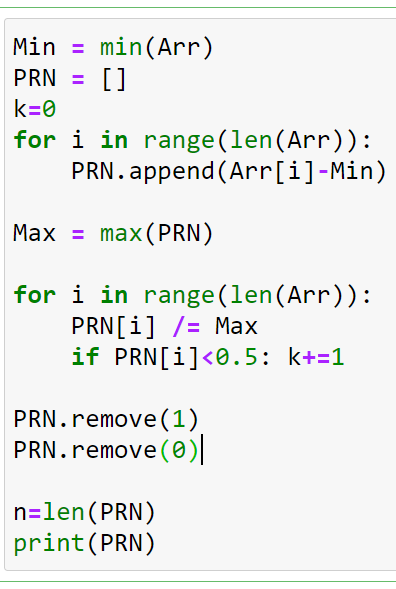 Min = min(Arr)
PRN = []
k=0
for i in range(len(Arr)):
    PRN.append(Arr[i]-Min)
Max = max(PRN)
for i in range(len(Arr)):
    PRN[i] /= Max
    if PRN[i]<0.5: k+=1
PRN.remove(1)
PRN.remove(0)
n=len(PRN)
print(PRN)